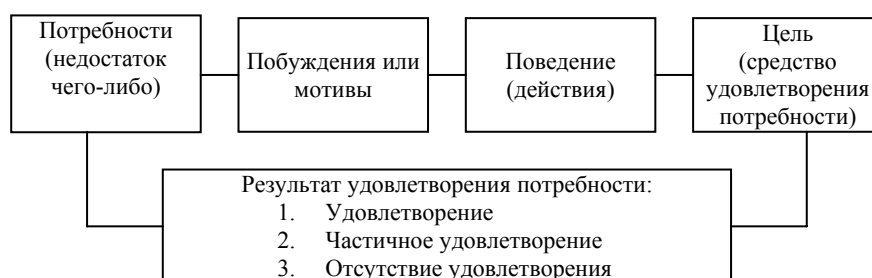 Потребности
(недостаток
чего-либо)
Побуждения или
мотивы
Поведение
(действия)
Цель
(средство
удовлетворения
потребности)
Результат удовлетворения потребности:
1. Удовлетворение
2. Частичное удовлетворение
3. Отсутствие удовлетворения